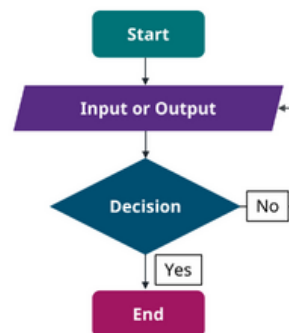 Start
Input or Output
Decision
No
Yes
End